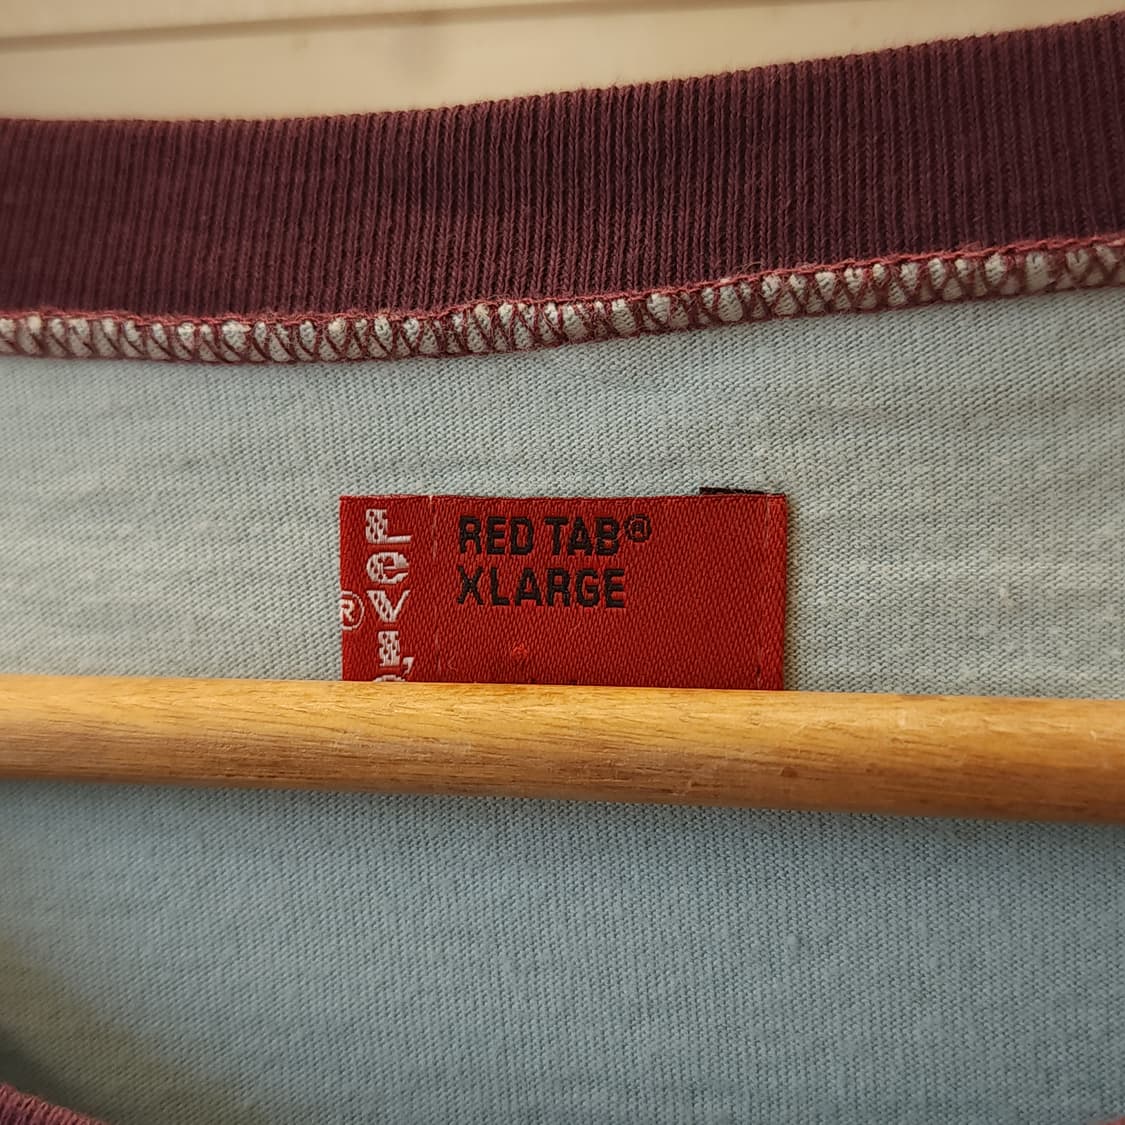 RED TAB®
XLARGE
Levi'
®